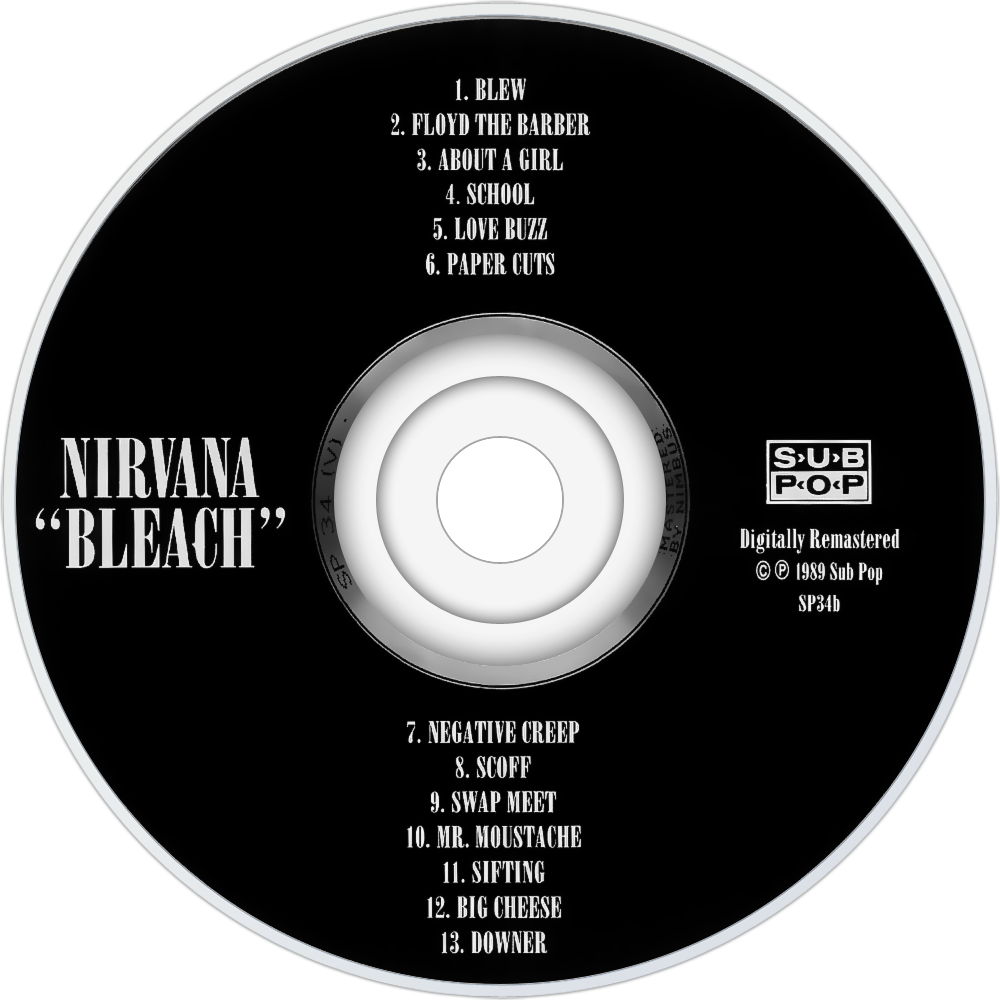 1. BLEW
2. FLOYD THE BARBER
3. ABOUT A GIRL
4. SCHOOL
5. LOVE BUZZ
6. PAPER CUTS
NIRVANA
“BLEACH”
SP 34 (V) .
MASTERED
BY NIMBUS
S›U›B
P‹O‹P
Digitally Remastered
© ℗ 1989 Sub Pop
SP34b
7. NEGATIVE CREEP
8. SCOFF
9. SWAP MEET
10. MR. MOUSTACHE
11. SIFTING
12. BIG CHEESE
13. DOWNER